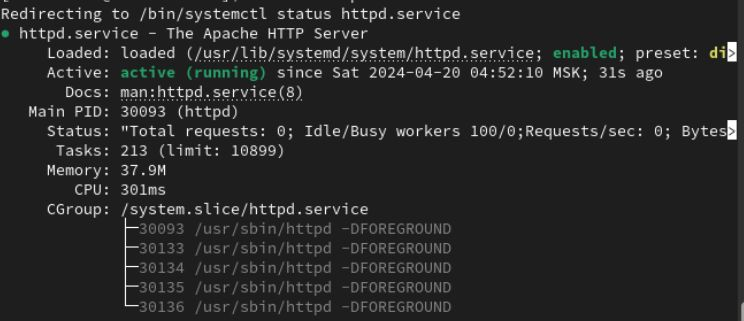 Redirecting to /bin/systemctl status httpd.service
● httpd.service - The Apache HTTP Server
Loaded: loaded (/usr/lib/systemd/system/httpd.service; enabled; preset: di>
Active: active (running) since Sat 2024-04-20 04:52:10 MSK; 31s ago
Docs: man:httpd.service(8)
Main PID: 30093 (httpd)
Status: "Total requests: 0; Idle/Busy workers 100/0;Requests/sec: 0; Bytes>
Tasks: 213 (limit: 10899)
Memory: 37.9M
CPU: 301ms
CGroup: /system.slice/httpd.service
├─30093 /usr/sbin/httpd -DFOREGROUND
├─30133 /usr/sbin/httpd -DFOREGROUND
├─30134 /usr/sbin/httpd -DFOREGROUND
├─30135 /usr/sbin/httpd -DFOREGROUND
└─30136 /usr/sbin/httpd -DFOREGROUND